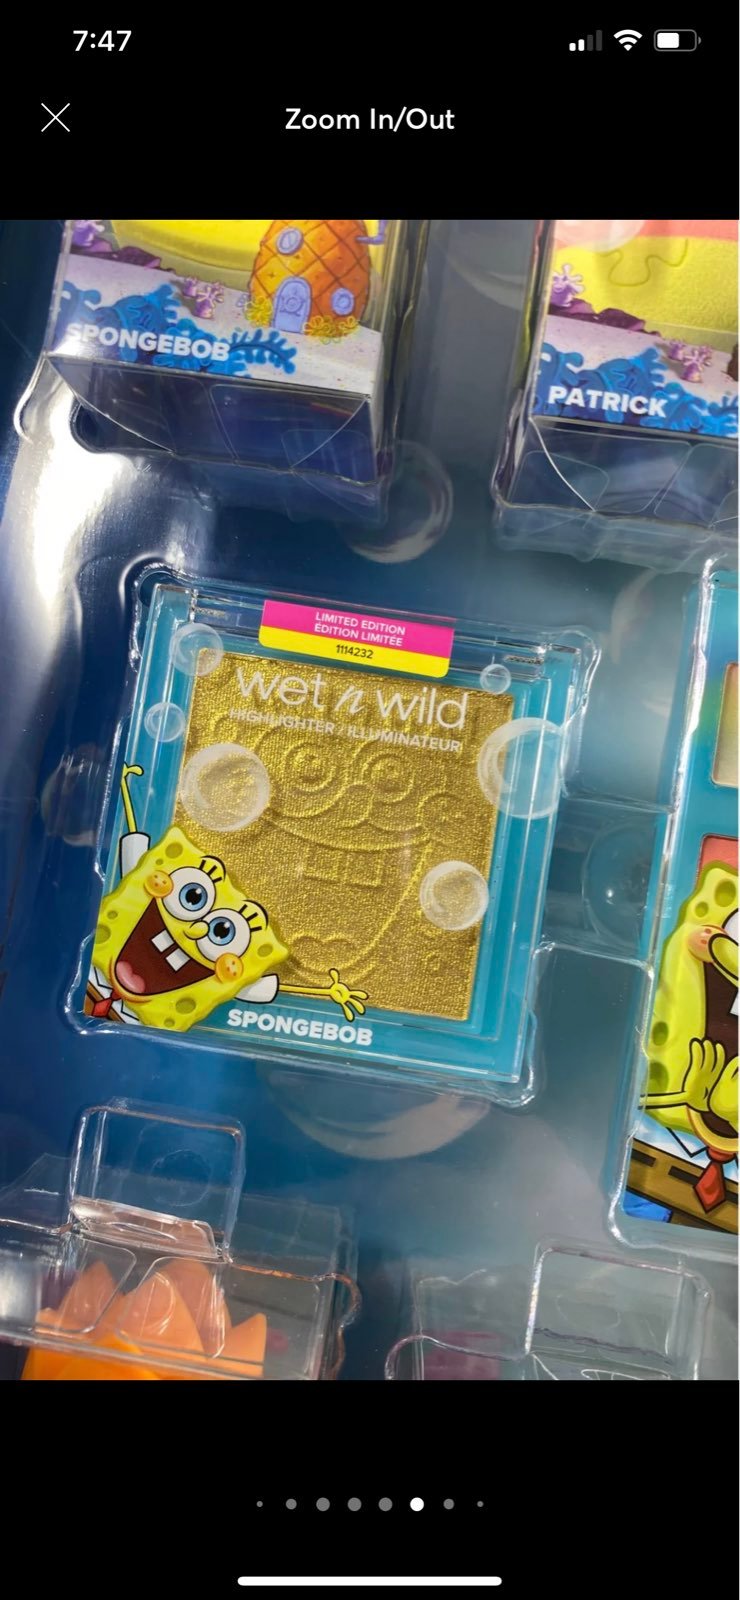 7:47
Zoom In/Out
SPONGEBOB
PATRICK
LIMITED EDITION
ÉDITION LIMITÉE
1114232
wet n wild
HIGHLIGHTER / ILLUMINATEUR
SPONGEBOB